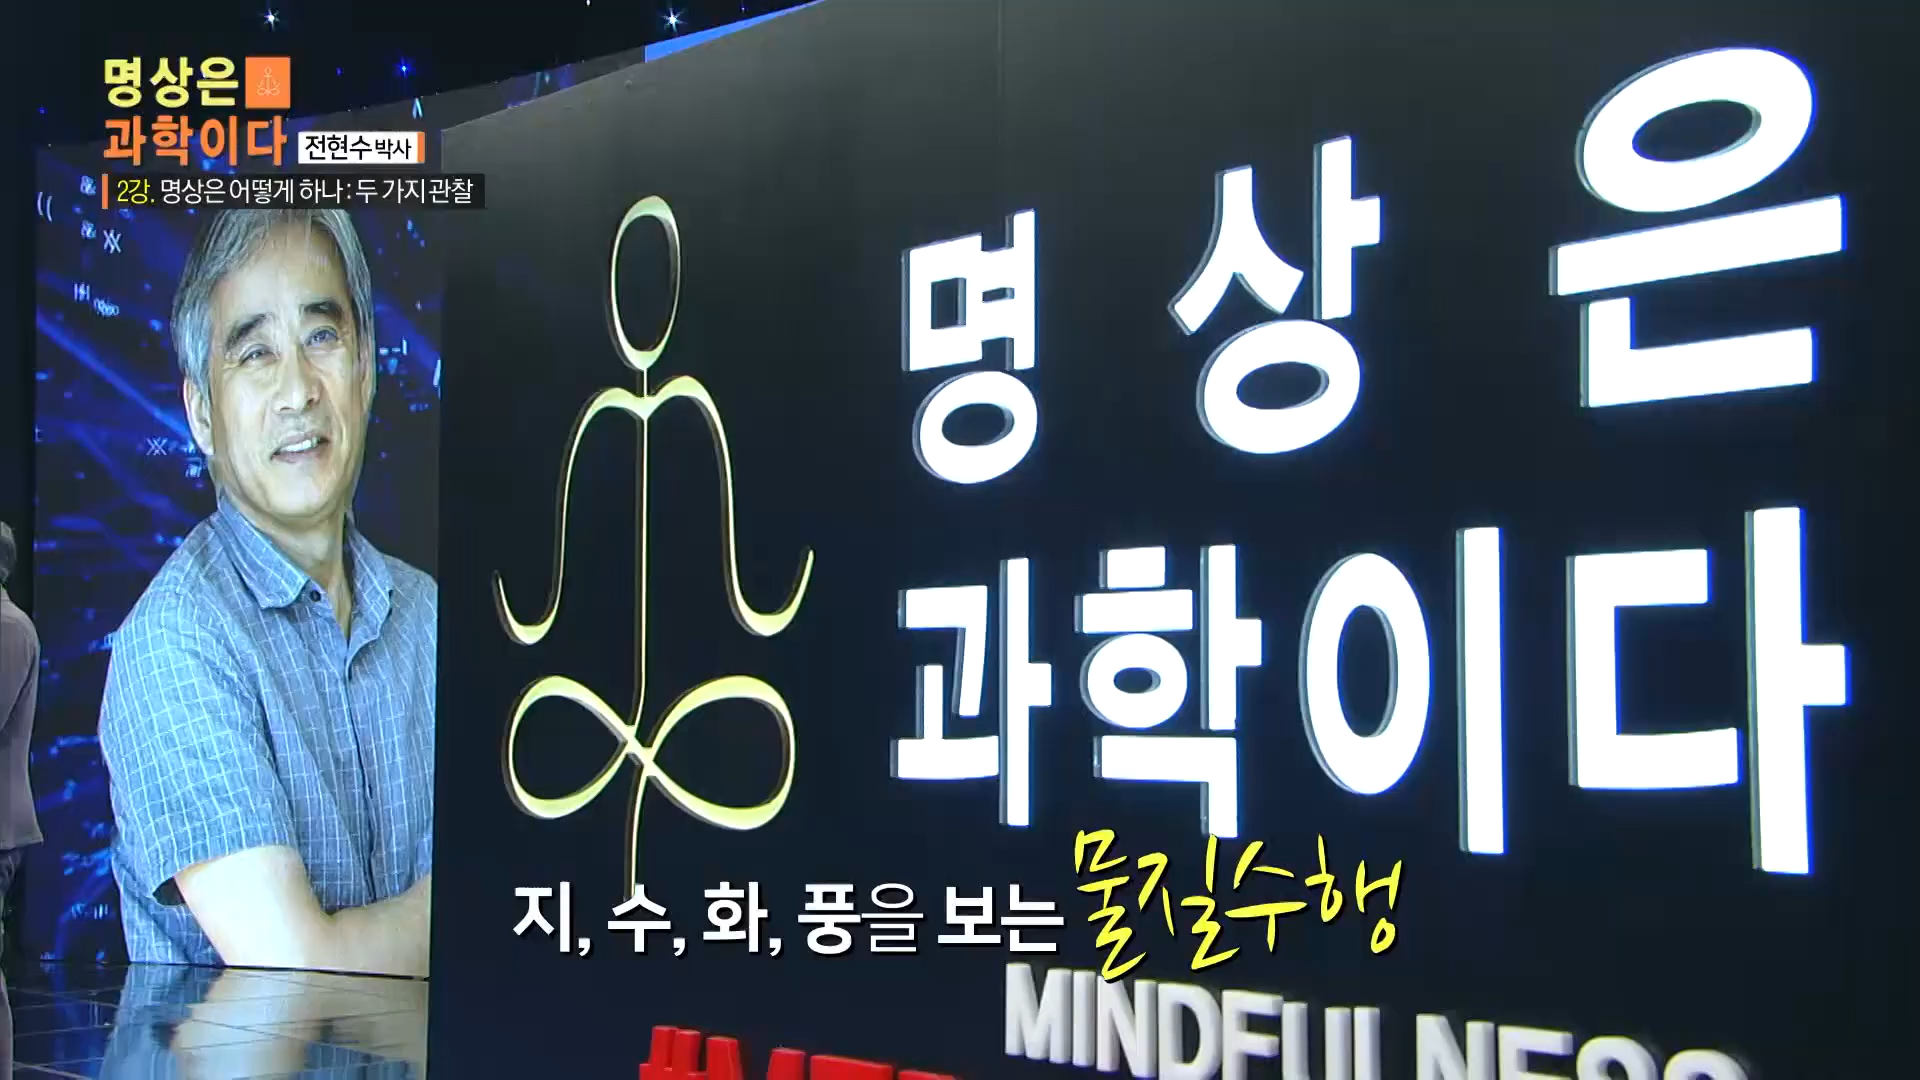 명상은
과학이다 전현수 박사
2강. 명상은 어떻게 하나 : 두 가지 관찰
명상은
과학이다
지, 수, 화, 풍을 보는 물질수행
MINDFULNESS